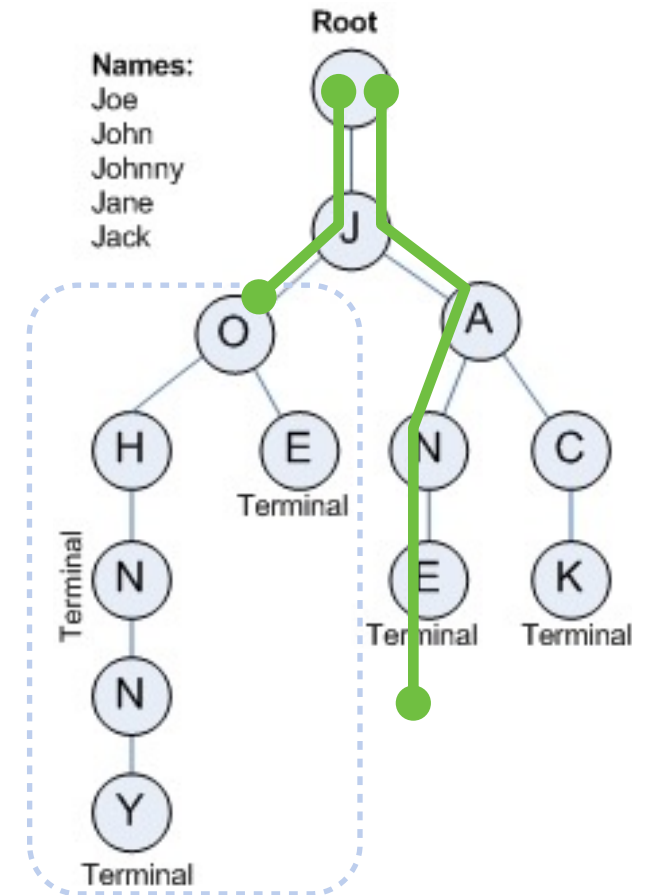 Root
Names:
Joe
John
Johnny
Jane
Jack
J
O
A
H
E
N
C
Terminal
Terminal
N
E
K
Terminal
Terminal
N
Y
Terminal